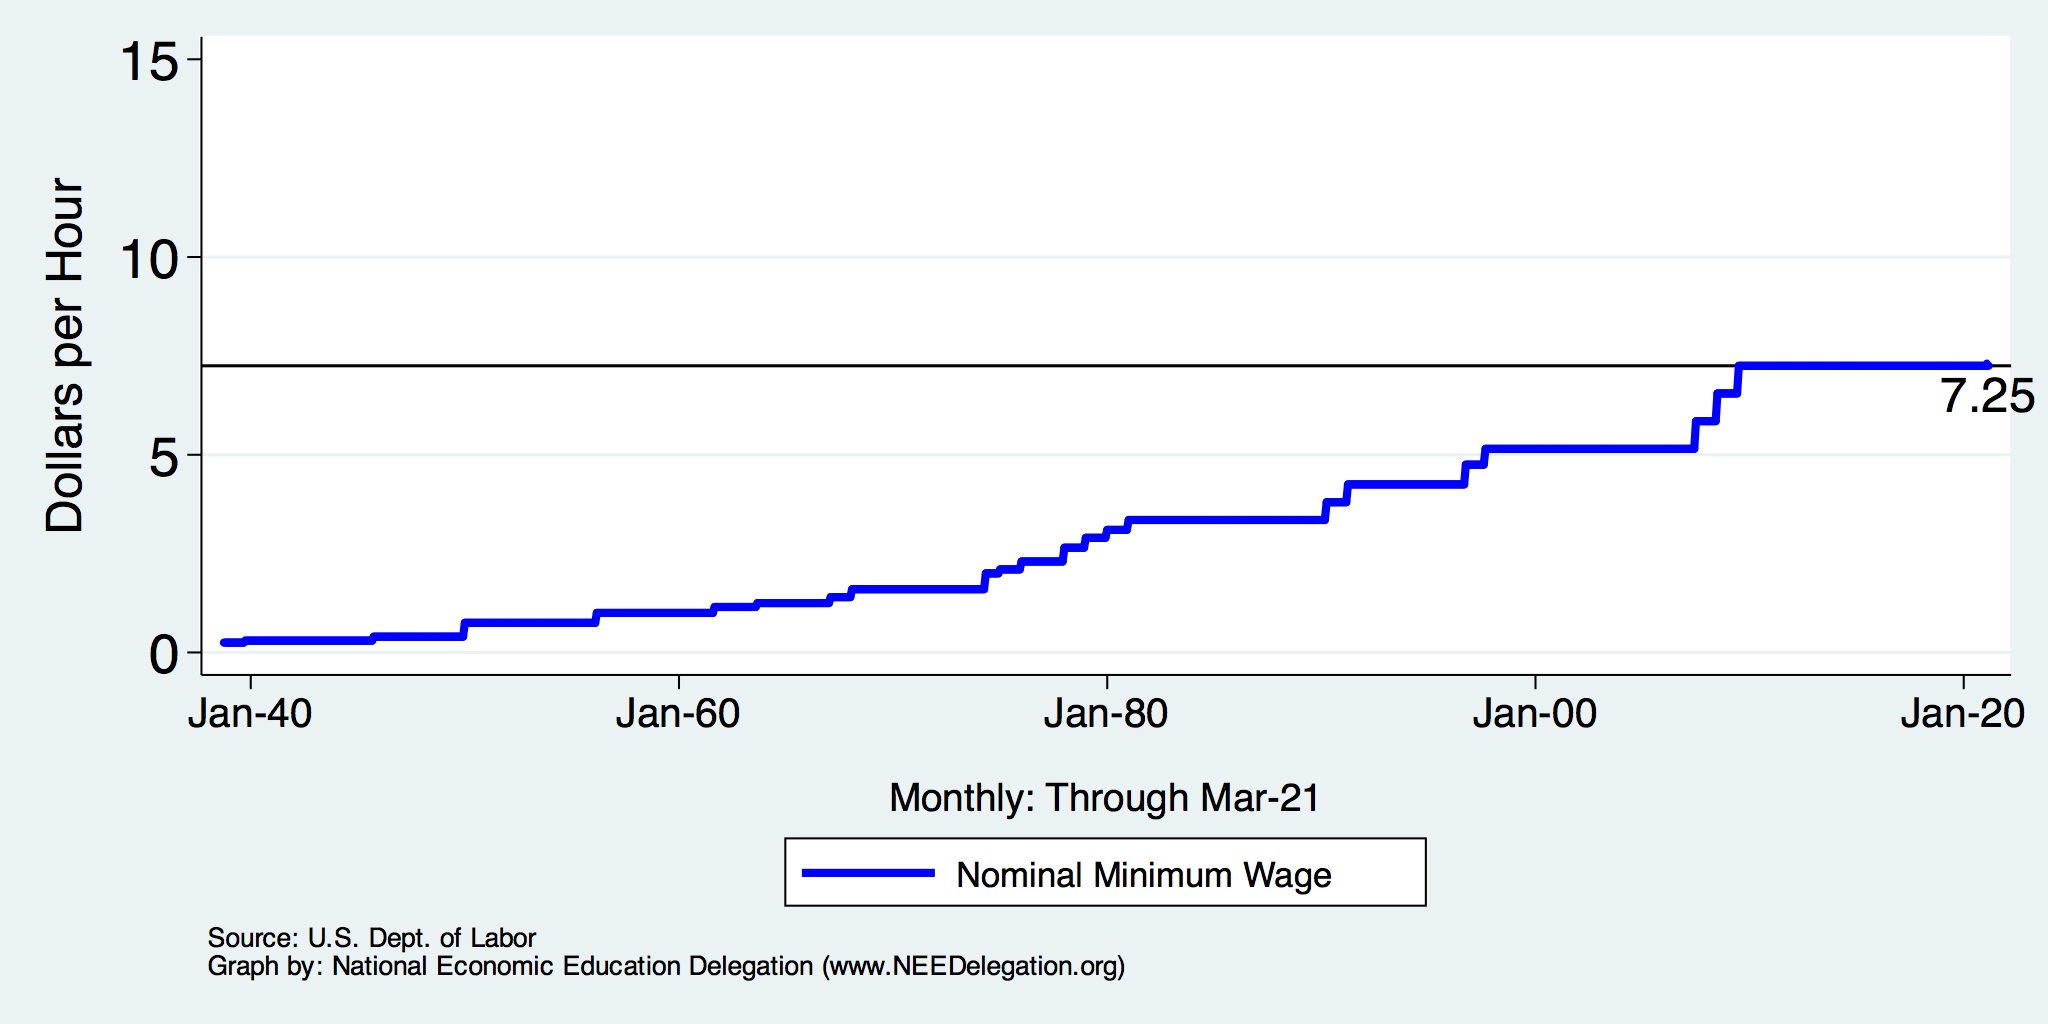 15
10
5
0
Dollars per Hour
7.25
Jan-40 Jan-60 Jan-80 Jan-00 Jan-20
Monthly: Through Mar-21
Nominal Minimum Wage
Source: U.S. Dept. of Labor
Graph by: National Economic Education Delegation (www.NEEDelegation.org)